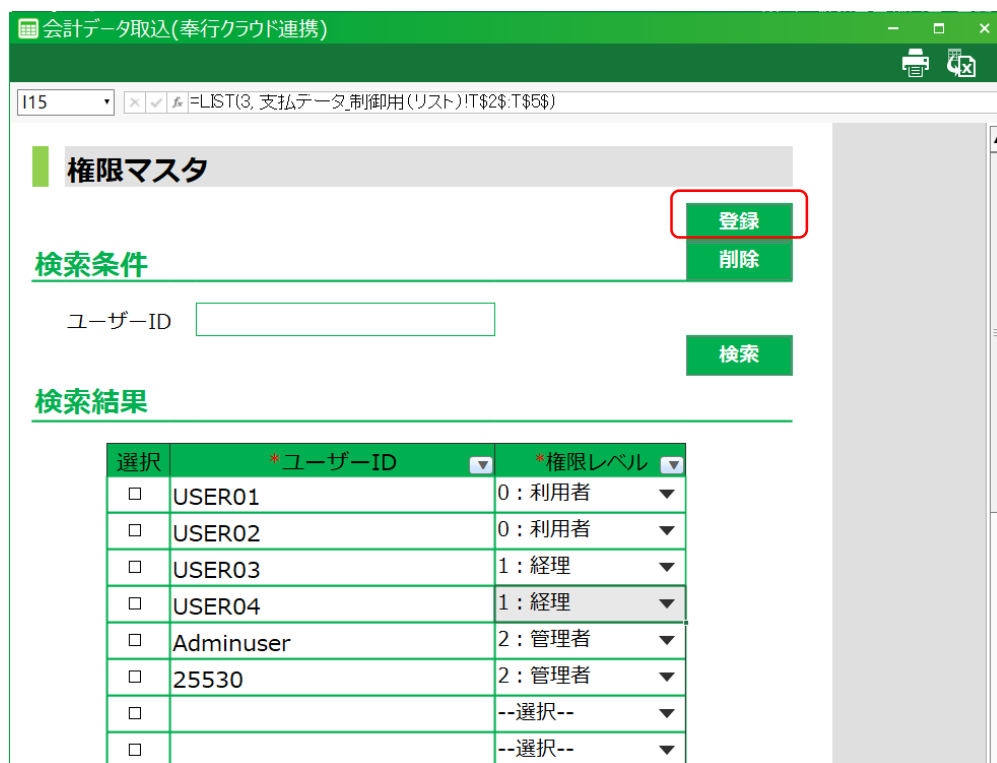 会計データ取込(奉行クラウド連携)
I15 =LIST(3, 支払データ_制御用(リスト)!T$2$:T$5$)
権限マスタ
登録
検索条件
削除
ユーザーID
検索
検索結果
選択 *ユーザーID *権限レベル
USER01 0：利用者
USER02 0：利用者
USER03 1：経理
USER04 1：経理
Adminuser 2：管理者
25530 2：管理者
--選択--
--選択--